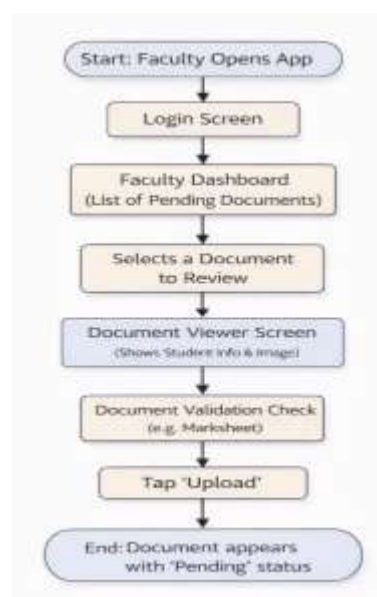 Start: Faculty Opens App
Login Screen
Faculty Dashboard
(List of Pending Documents)
Selects a Document
to Review
Document Viewer Screen
(Shows Student info & Image)
Document Validation Check
(e.g. Marksheet)
Tap 'Upload'
End: Document appears
with 'Pending' status